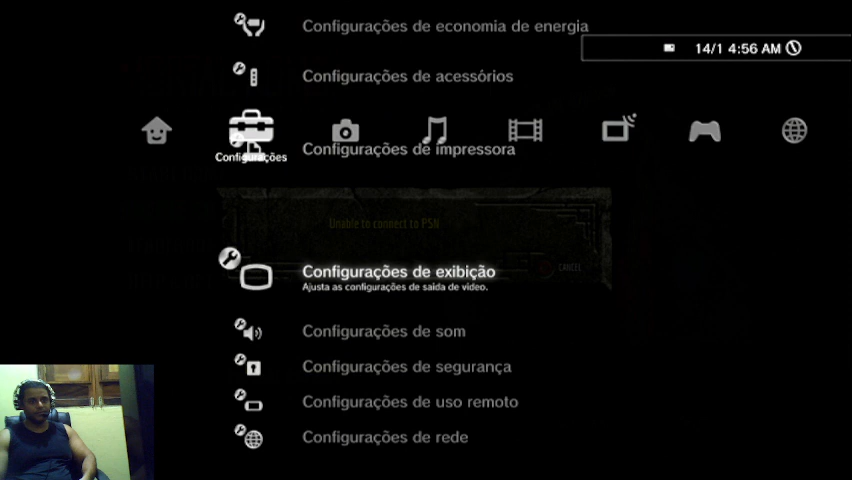 Configurações de economia de energia
14/1 4:56 AM
Configurações de acessórios
Configurações
Configurações de impressora
Unable to connect to PSN
CANCEL
Configurações de exibição
Ajusta as configurações de saída de vídeo.
Configurações de som
Configurações de segurança
Configurações de uso remoto
Configurações de rede